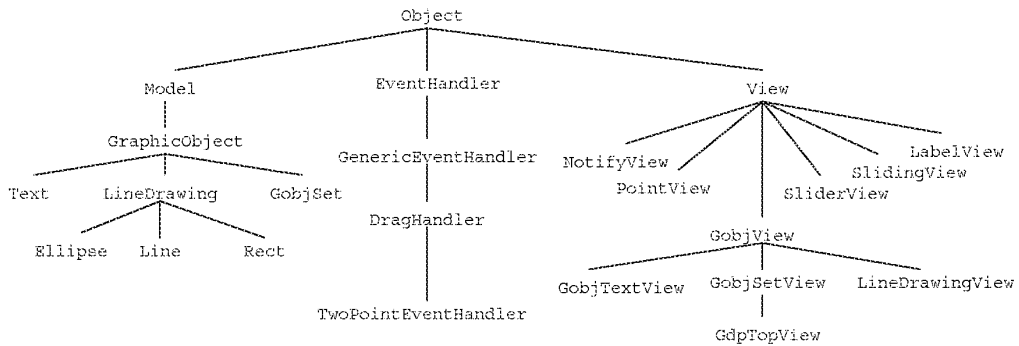 Object
Model
EventHandler
View
GraphicObject
GenericEventHandler
NotifyView
PointView
SliderView
SlidingView
LabelView
Text
LineDrawing
GobjSet
DragHandler
Ellipse
Line
Rect
GobjView
GobjTextView
GobjSetView
LineDrawingView
TwoPointEventHandler
GdpTopView